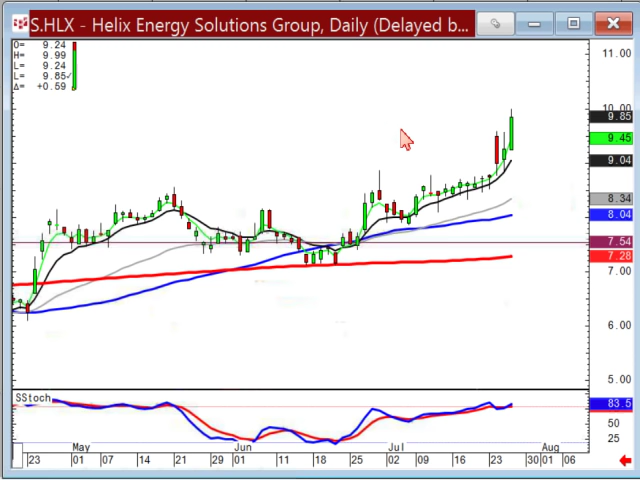 S.HLX - Helix Energy Solutions Group, Daily (Delayed b...
O= 9.24
H= 9.99
L= 9.24
L= 9.85✓
Δ= +0.59
11.00
10.00
9.85
9.45
9.04
8.34
8.04
7.54
7.28
7.00
6.00
5.00
SStoch
83.5
50
25
May Jun Jul Aug
23 01 07 14 21 29 01 11 18 25 02 09 16 23 30 01 06